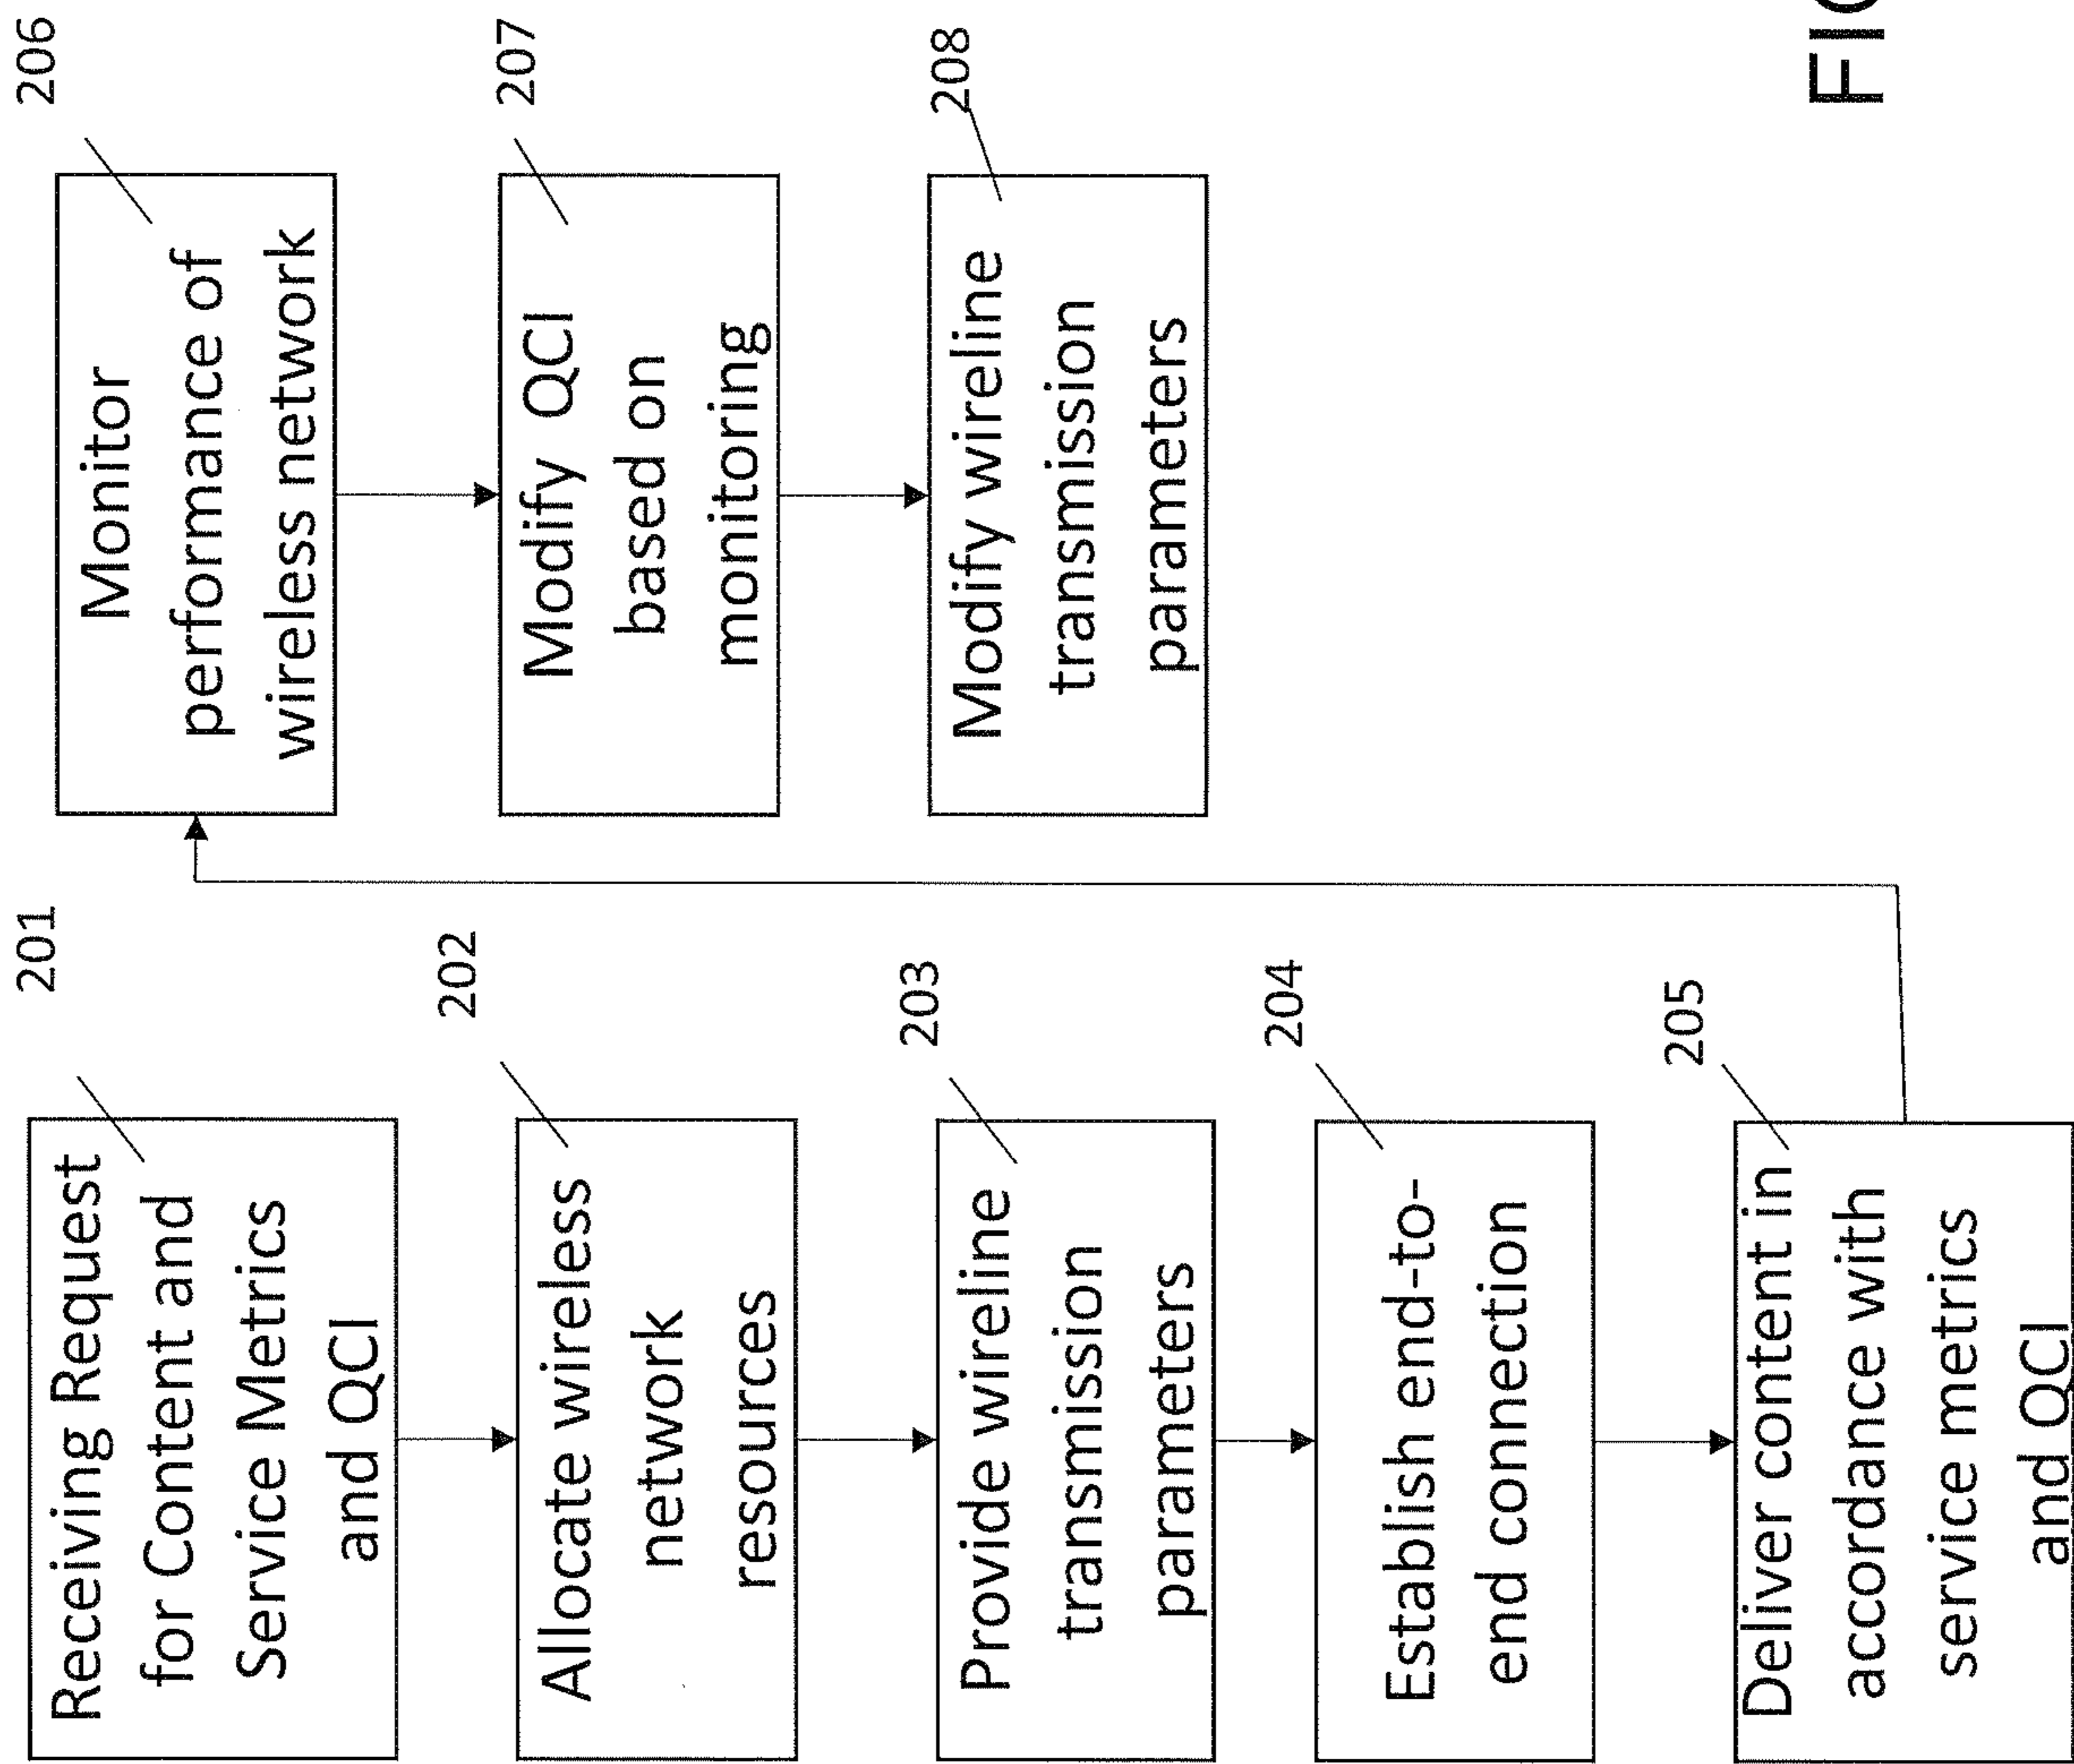 201
Receiving Request
for Content and
Service Metrics
and QCI
202
Allocate wireless
network
resources
203
Provide wireline
transmission
parameters
204
Establish end-to-
end connection
205
Deliver content in
accordance with
service metrics
and QCI
206
Monitor
performance of
wireless network
207
Modify QCI
based on
monitoring
208
Modify wireline
transmission
parameters